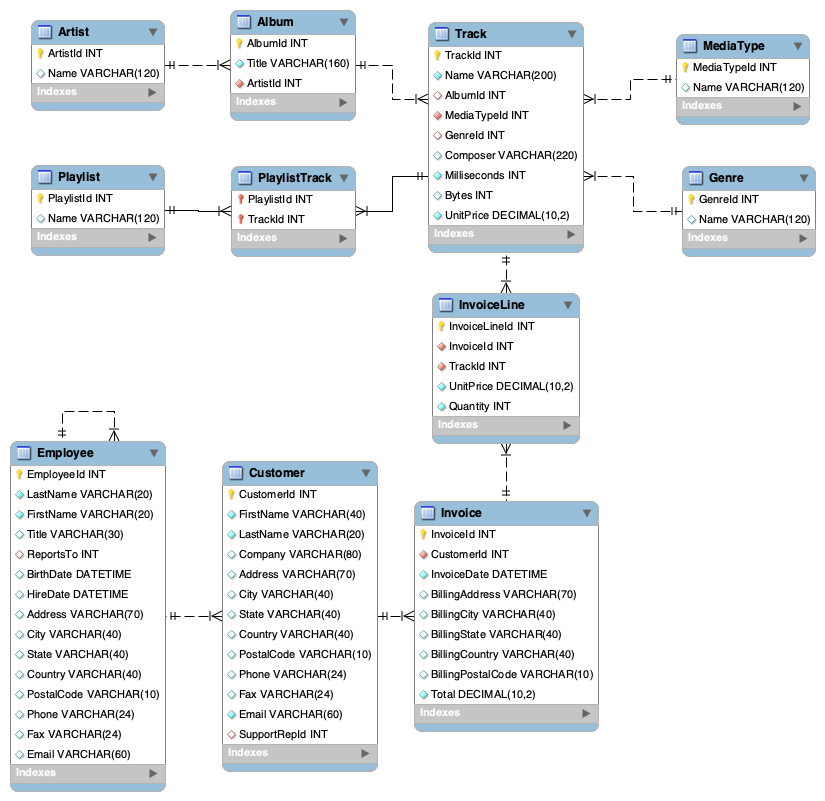 Artist
ArtistId INT
Name VARCHAR(120)
Indexes
Album
AlbumId INT
Title VARCHAR(160)
ArtistId INT
Indexes
Track
TrackId INT
Name VARCHAR(200)
AlbumId INT
MediaTypeId INT
GenreId INT
Composer VARCHAR(220)
Milliseconds INT
Bytes INT
UnitPrice DECIMAL(10,2)
Indexes
MediaType
MediaTypeId INT
Name VARCHAR(120)
Indexes
Playlist
PlaylistId INT
Name VARCHAR(120)
Indexes
PlaylistTrack
PlaylistId INT
TrackId INT
Indexes
Genre
GenreId INT
Name VARCHAR(120)
Indexes
InvoiceLine
InvoiceLineId INT
InvoiceId INT
TrackId INT
UnitPrice DECIMAL(10,2)
Quantity INT
Indexes
Employee
EmployeeId INT
LastName VARCHAR(20)
FirstName VARCHAR(20)
Title VARCHAR(30)
ReportsTo INT
BirthDate DATETIME
HireDate DATETIME
Address VARCHAR(70)
City VARCHAR(40)
State VARCHAR(40)
Country VARCHAR(40)
PostalCode VARCHAR(10)
Phone VARCHAR(24)
Fax VARCHAR(24)
Email VARCHAR(60)
Indexes
Customer
CustomerId INT
FirstName VARCHAR(40)
LastName VARCHAR(20)
Company VARCHAR(80)
Address VARCHAR(70)
City VARCHAR(40)
State VARCHAR(40)
Country VARCHAR(40)
PostalCode VARCHAR(10)
Phone VARCHAR(24)
Fax VARCHAR(24)
Email VARCHAR(60)
SupportRepId INT
Indexes
Invoice
InvoiceId INT
CustomerId INT
InvoiceDate DATETIME
BillingAddress VARCHAR(70)
BillingCity VARCHAR(40)
BillingState VARCHAR(40)
BillingCountry VARCHAR(40)
BillingPostalCode VARCHAR(10)
Total DECIMAL(10,2)
Indexes